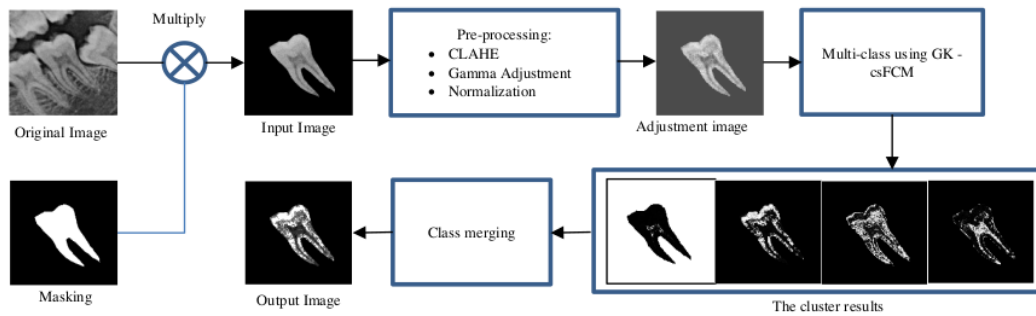 Multiply
Original Image
Input Image
Pre-processing:
• CLAHE
• Gamma Adjustment
• Normalization
Adjustment image
Multi-class using GK -
csFCM
Masking
Output Image
Class merging
The cluster results